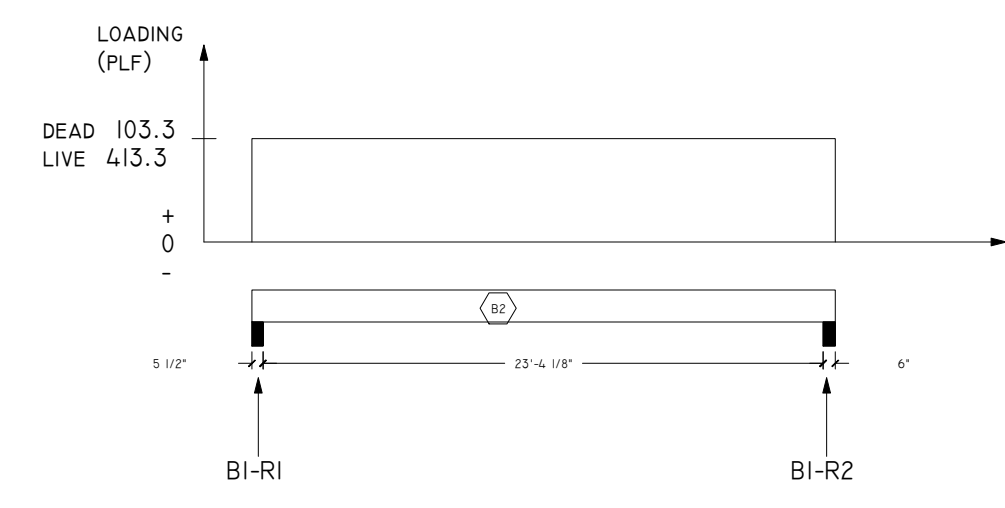 LOADING
(PLF)
DEAD 103.3
LIVE 413.3
+
0
-
B2
5 1/2" 23'-4 1/8" 6"
B1-R1 B1-R2